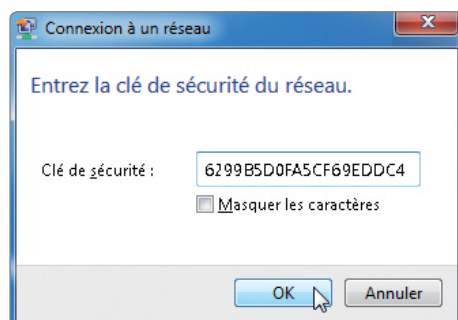 Connexion à un réseau
Entrez la clé de sécurité du réseau.
Clé de sécurité : 6299B5D0FA5CF69EDDC4
Masquer les caractères
OK Annuler